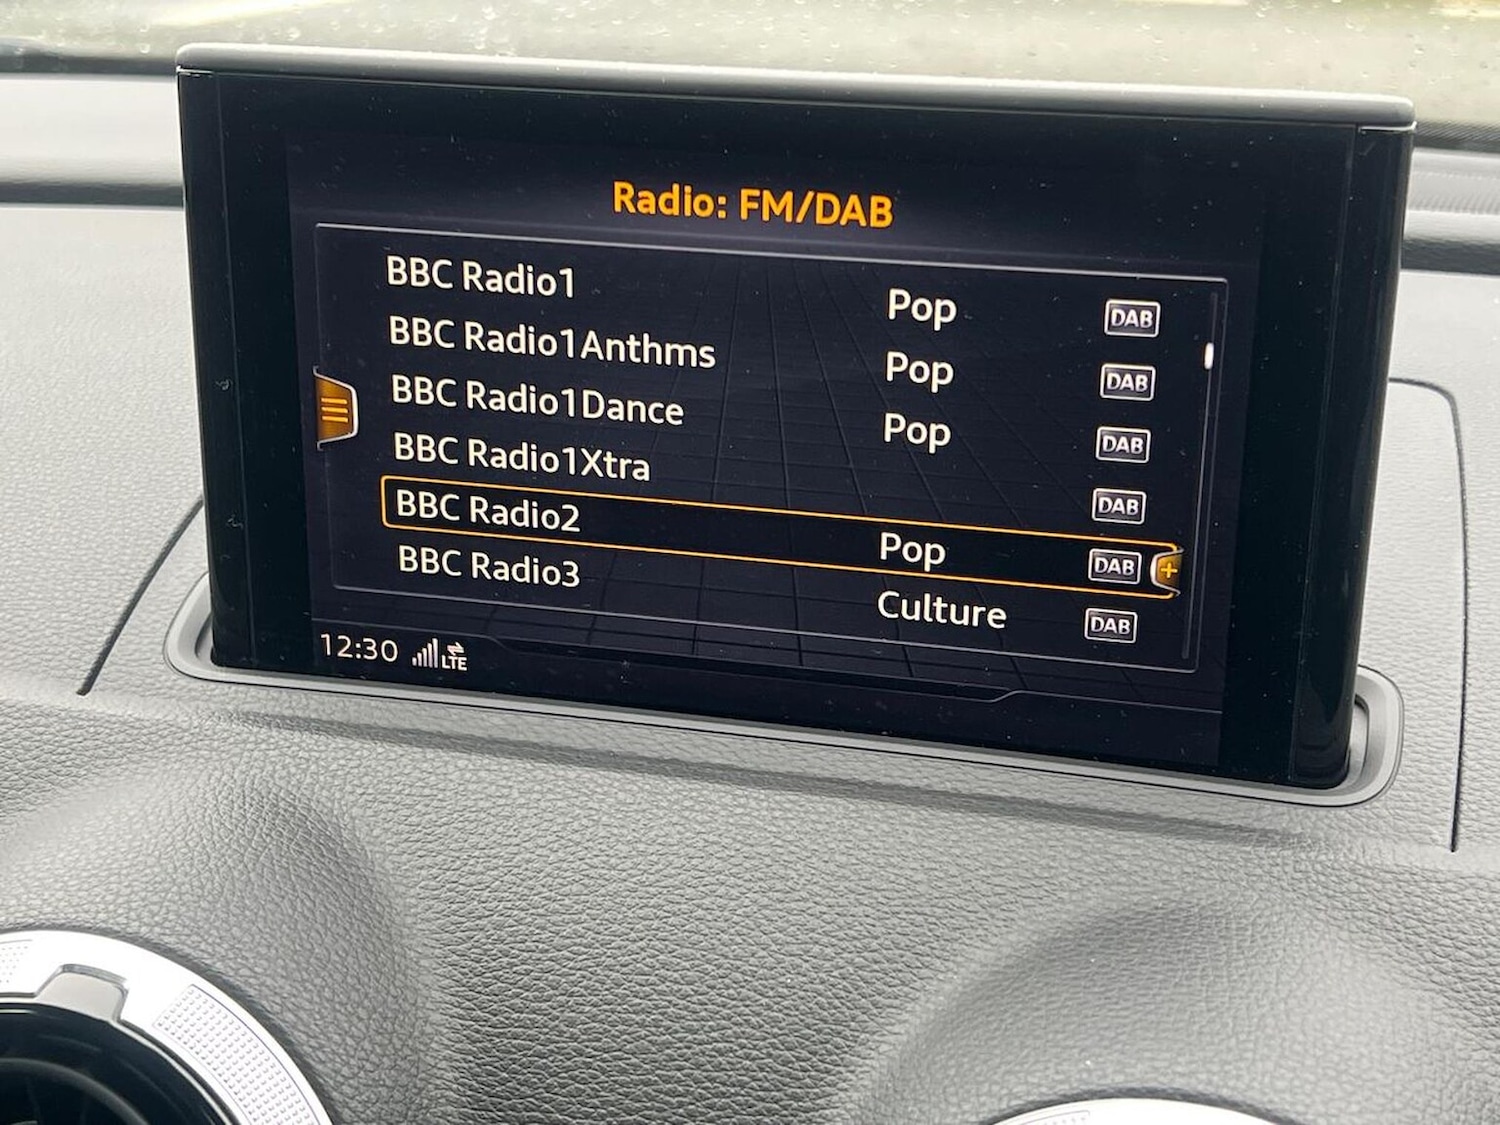 Radio: FM/DAB
BBC Radio1 Pop DAB
BBC Radio1Anthms Pop DAB
BBC Radio1Dance Pop DAB
BBC Radio1Xtra DAB
BBC Radio2 Pop DAB +
BBC Radio3 Culture DAB
12:30 LTE